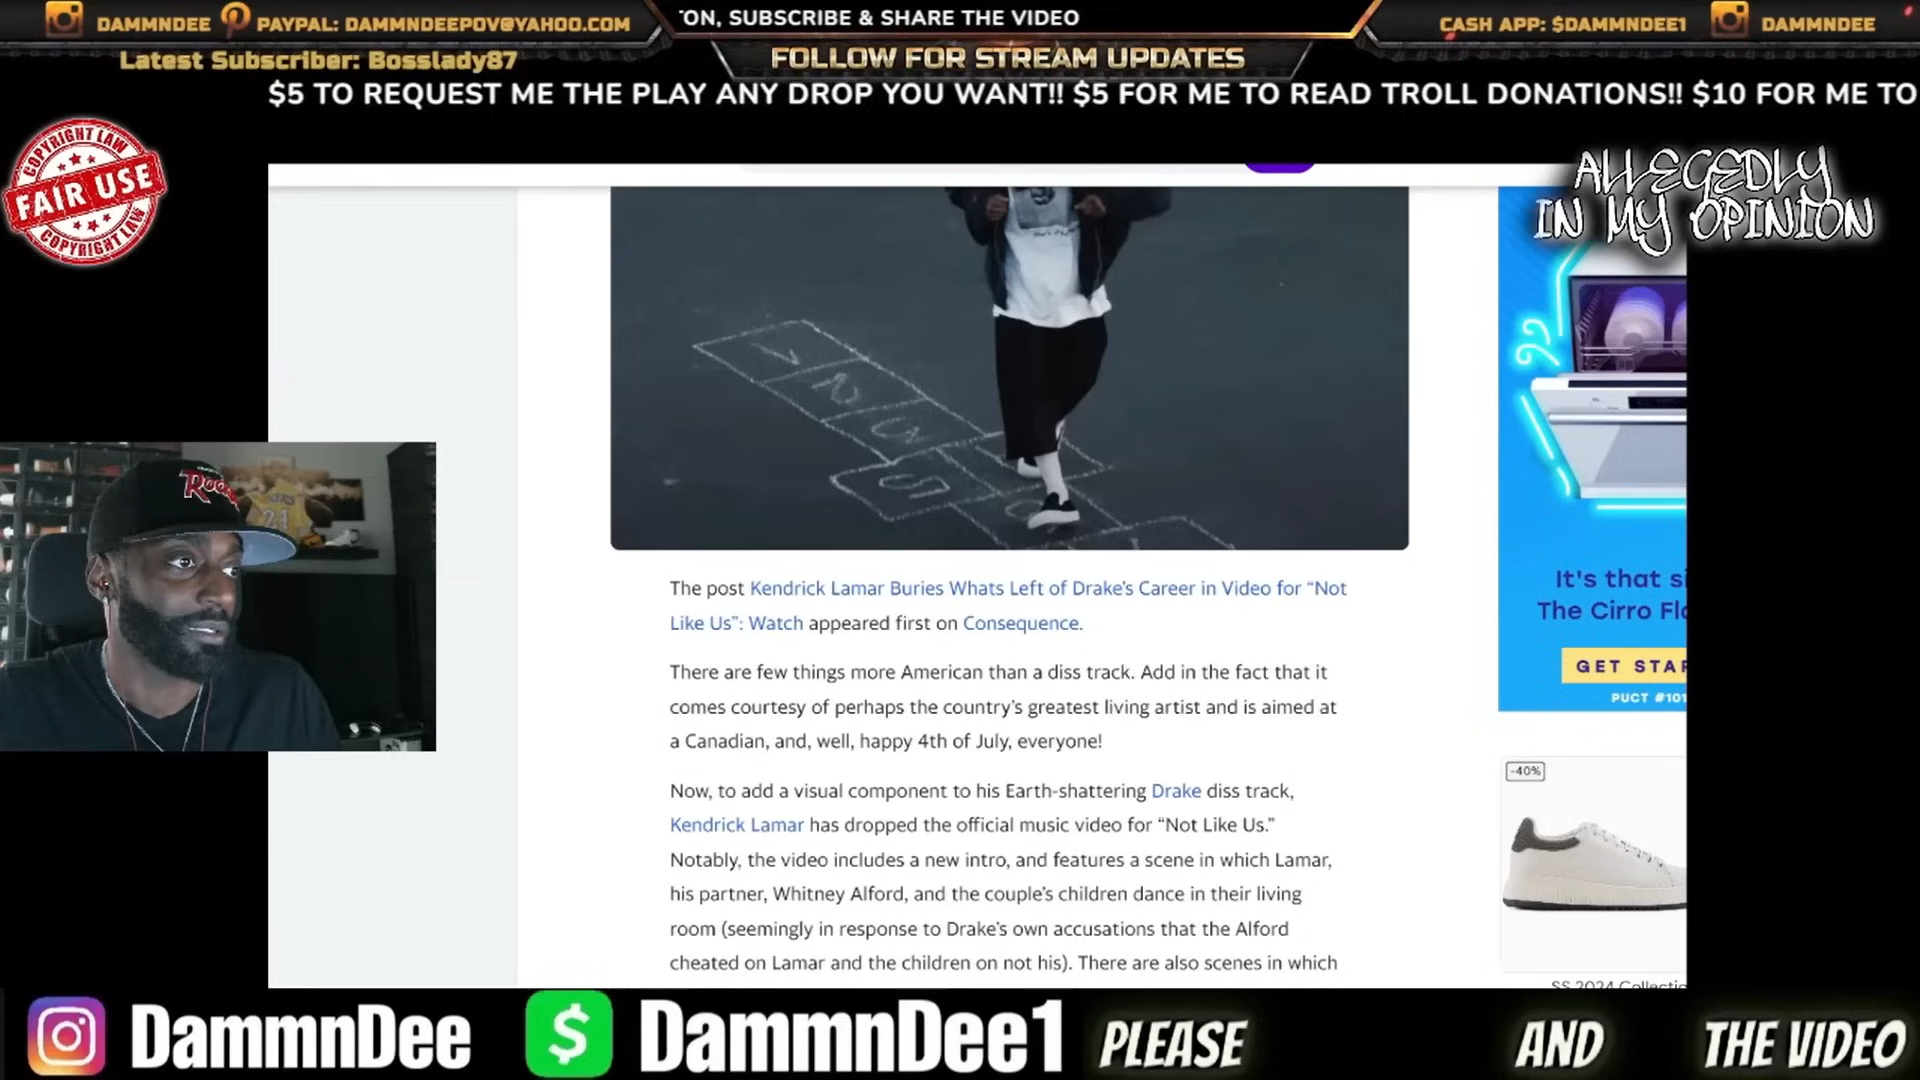 DAMMNDEE PAYPAL: DAMMNDEEPOV@YAHOO.COM
TON, SUBSCRIBE & SHARE THE VIDEO
CASH APP: $DAMMNDEE1 DAMMNDEE
Latest Subscriber: Bosslady87
FOLLOW FOR STREAM UPDATES
$5 TO REQUEST ME THE PLAY ANY DROP YOU WANT!! $5 FOR ME TO READ TROLL DONATIONS!! $10 FOR ME TO
COPYRIGHT LAW
FAIR USE
COPYRIGHT LAW
ALLEGEDLY
IN MY OPINION
The post Kendrick Lamar Buries Whats Left of Drake’s Career in Video for “Not
Like Us”: Watch appeared first on Consequence.
There are few things more American than a diss track. Add in the fact that it
comes courtesy of perhaps the country’s greatest living artist and is aimed at
a Canadian, and, well, happy 4th of July, everyone!
Now, to add a visual component to his Earth-shattering Drake diss track,
Kendrick Lamar has dropped the official music video for “Not Like Us.”
Notably, the video includes a new intro, and features a scene in which Lamar,
his partner, Whitney Alford, and the couple’s children dance in their living
room (seemingly in response to Drake’s own accusations that the Alford
cheated on Lamar and the children on not his). There are also scenes in which
It's that si
The Cirro Fl
GET STAR
PUCT #101
-40%
SS 2024 Collectio
24
DammnDee
$
DammnDee1
PLEASE
AND
THE VIDEO